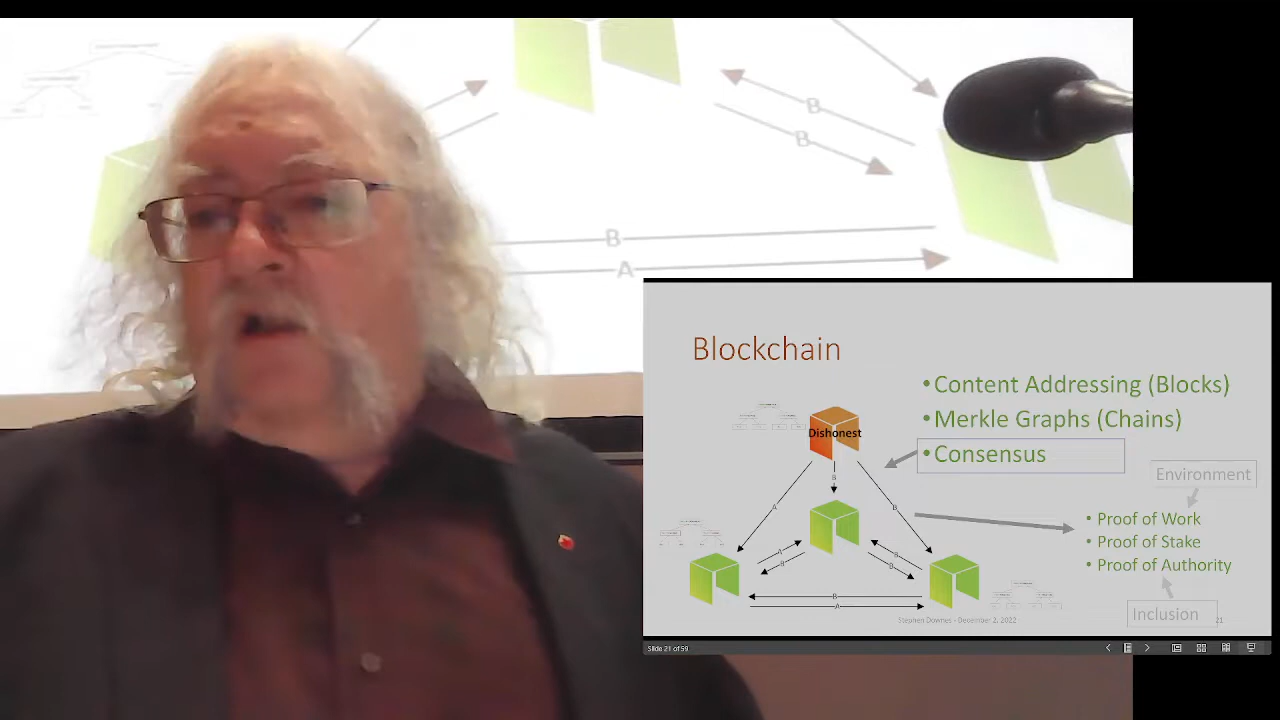 B
B
B
A
Blockchain
•Content Addressing (Blocks)
•Merkle Graphs (Chains)
•Consensus
Dishonest
Environment
B
A
B
• Proof of Work
• Proof of Stake
• Proof of Authority
A
B
B
B
B
A
Inclusion
Stephen Downes - December 2, 2022
21
Slide 21 of 59